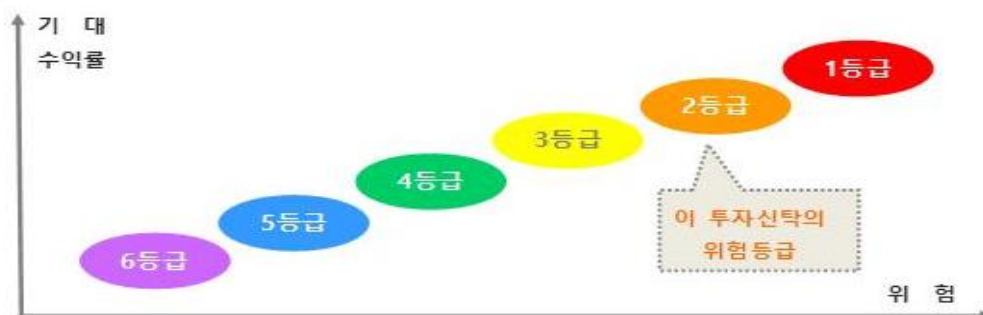 기 대
수익률
1등급
2등급
3등급
4등급
5등급
6등급
이 투자신탁의
위험등급
위 험